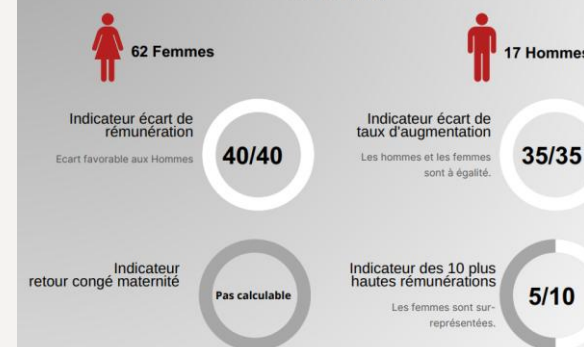 62 Femmes
17 Hommes
Indicateur écart de
rémunération
Ecart favorable aux Hommes
40/40
Indicateur écart de
taux d'augmentation
Les hommes et les femmes
sont à égalité.
35/35
Indicateur
retour congé maternité
Pas calculable
Indicateur des 10 plus
hautes rémunérations
Les femmes sont sur-
représentées.
5/10